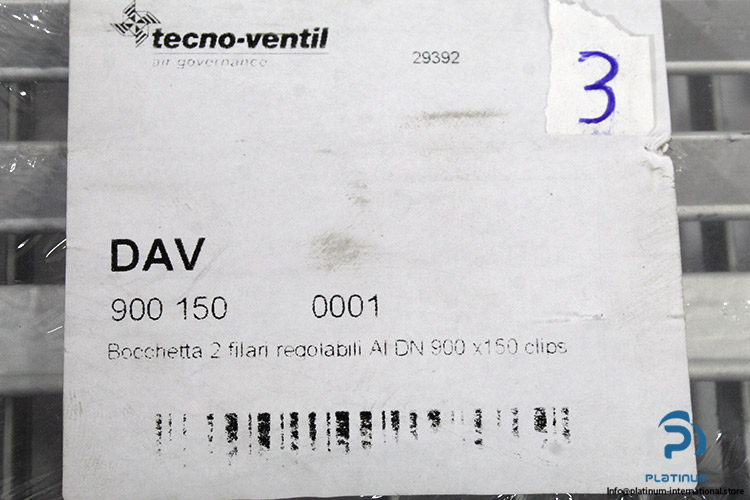 tecno-ventil
air governance
29392
3
DAV
900 150 0001
Bocchetta 2 filari regolabili Al DN 900 x150 clips
PLATINUM
Info@platinum-international.store